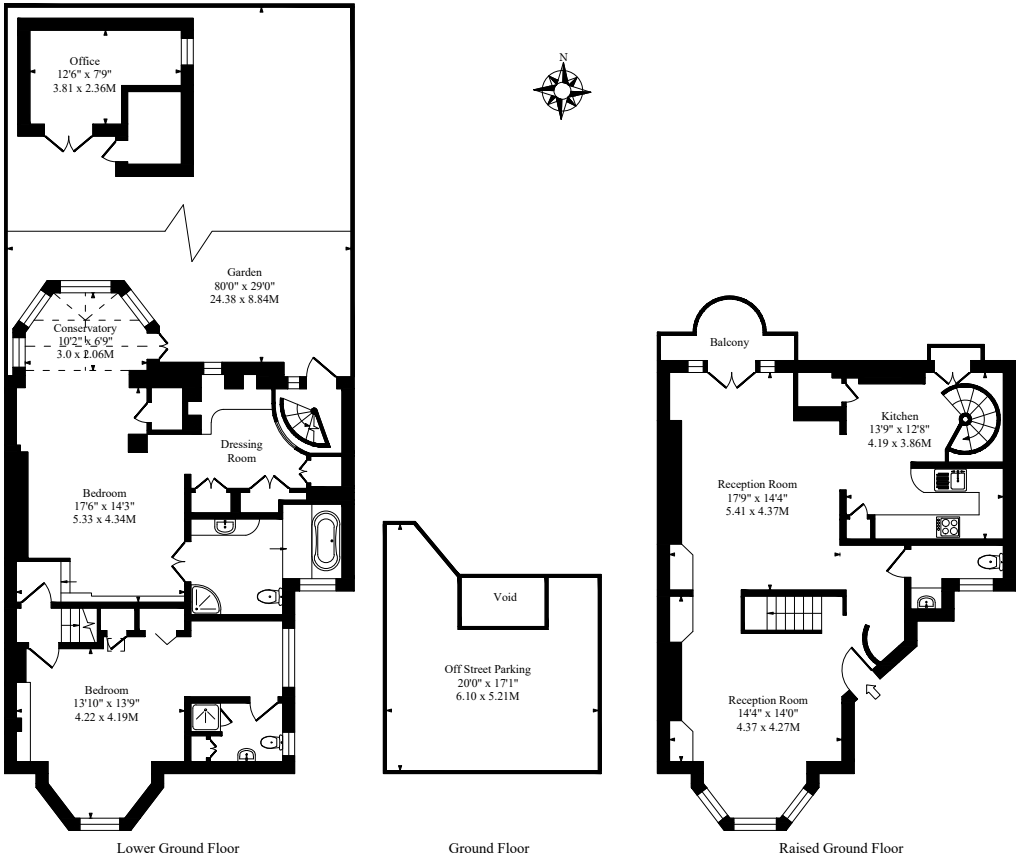 Office
12'6" x 7'9"
3.81 x 2.36M
N
Garden
80'0" x 29'0"
24.38 x 8.84M
Conservatory
10'2" x 6'9"
3.0 x 2.06M
Dressing
Room
Bedroom
17'6" x 14'3"
5.33 x 4.34M
Bedroom
13'10" x 13'9"
4.22 x 4.19M
Lower Ground Floor
Void
Off Street Parking
20'0" x 17'1"
6.10 x 5.21M
Ground Floor
Balcony
Kitchen
13'9" x 12'8"
4.19 x 3.86M
Reception Room
17'9" x 14'4"
5.41 x 4.37M
Reception Room
14'4" x 14'0"
4.37 x 4.27M
Raised Ground Floor